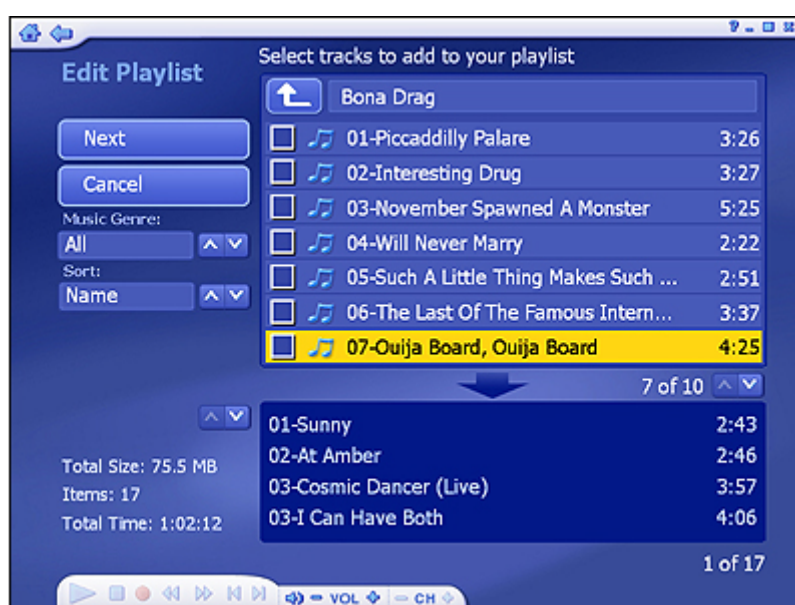 ?
Edit Playlist
Select tracks to add to your playlist
Bona Drag
Next
Cancel
Music Genre:
All
Sort:
Name
01-Piccaddilly Palare 3:26
02-Interesting Drug 3:27
03-November Spawned A Monster 5:25
04-Will Never Marry 2:22
05-Such A Little Thing Makes Such ... 2:51
06-The Last Of The Famous Intern... 3:37
07-Ouija Board, Ouija Board 4:25
7 of 10
01-Sunny 2:43
02-At Amber 2:46
03-Cosmic Dancer (Live) 3:57
03-I Can Have Both 4:06
Total Size: 75.5 MB
Items: 17
Total Time: 1:02:12
1 of 17
VOL CH